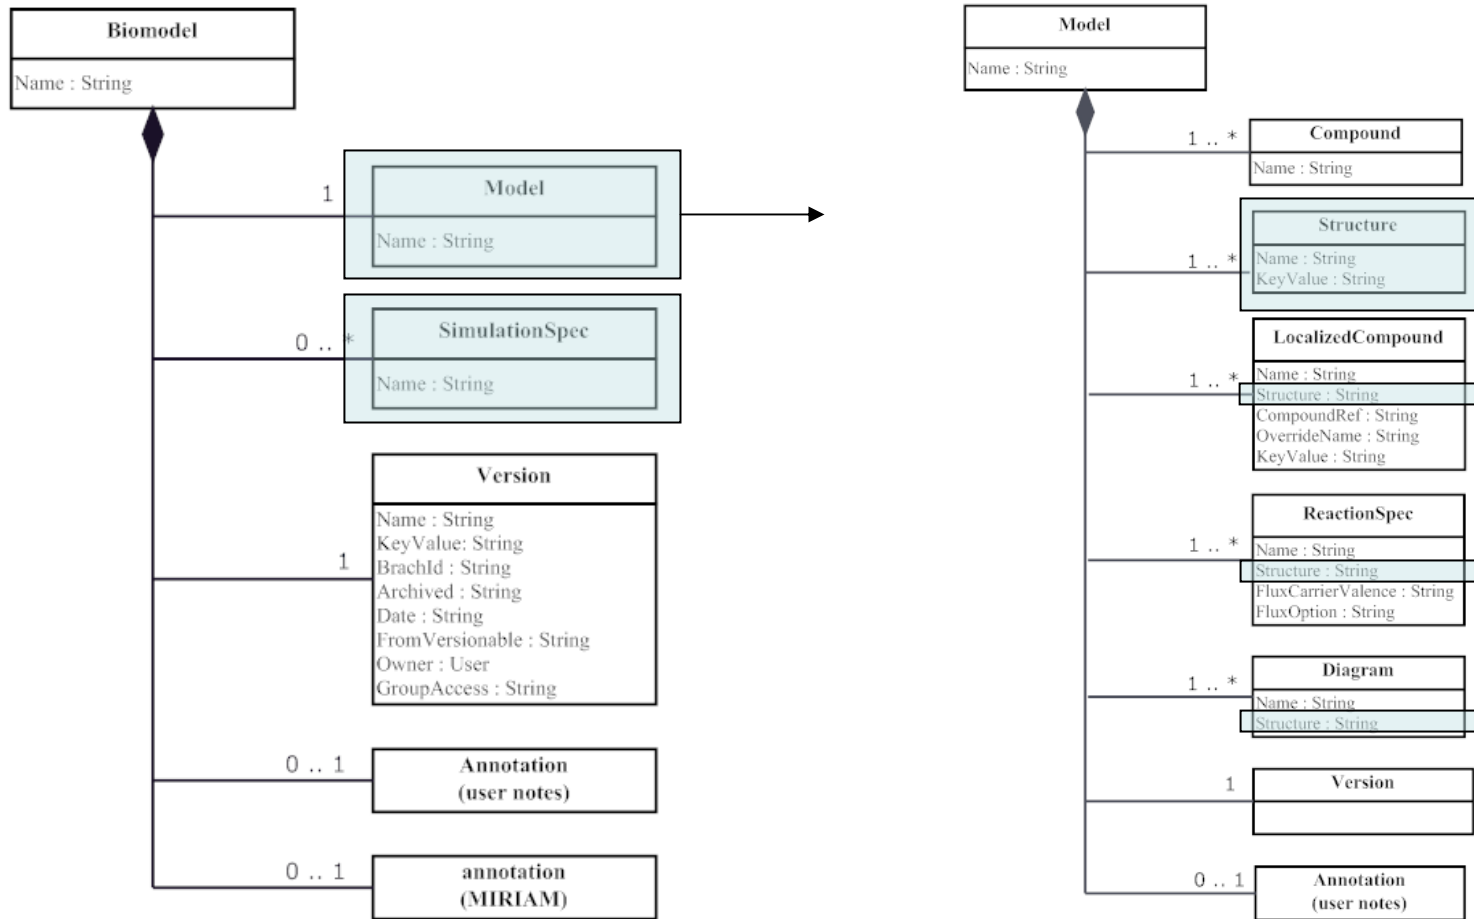 Biomodel
Name : String
1
Model
Name : String
0 .. *
SimulationSpec
Name : String
Version
1
Name : String
KeyValue: String
BrachId : String
Archived : String
Date : String
FromVersionable : String
Owner : User
GroupAccess : String
0 .. 1
Annotation
(user notes)
0 .. 1
annotation
(MIRIAM)
Model
Name : String
1 .. *
Compound
Name : String
1 .. *
Structure
Name : String
KeyValue : String
1 .. *
LocalizedCompound
Name : String
Structure : String
CompoundRef : String
OverrideName : String
KeyValue : String
1 .. *
ReactionSpec
Name : String
Structure : String
FluxCarrierValence : String
FluxOption : String
1 .. *
Diagram
Name : String
Structure : String
1
Version
0 .. 1
Annotation
(user notes)